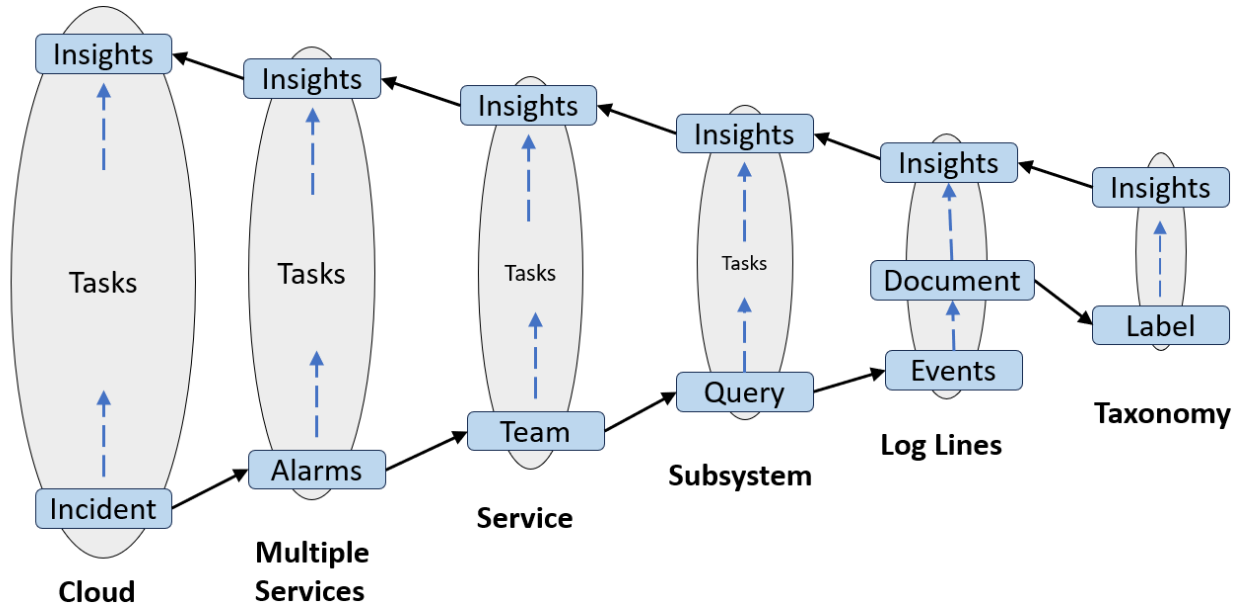 Insights
Insights
Insights
Insights
Insights
Insights
Tasks
Tasks
Tasks
Tasks
Document
Label
Events
Query
Team
Alarms
Incident
Taxonomy
Log Lines
Subsystem
Service
Multiple
Services
Cloud